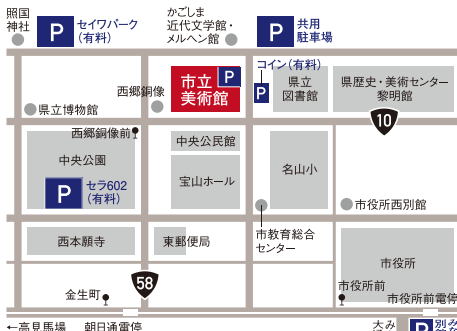 照国
神社
P
セイワパーク
(有料)
かごしま
近代文学館・
メルヘン館
P
共用
駐車場
西郷銅像
市立
美術館
P
コイン(有料)
P
県立
図書館
県歴史・美術センター
黎明館
県立博物館
10
西郷銅像前
中央公園
P
セラ602
(有料)
中央公民館
宝山ホール
名山小
市役所西別館
市教育総合
センター
西本願寺
東郵便局
市役所
58
金生町
市役所前
市役所前電停
←高見馬場
朝日通電停
P